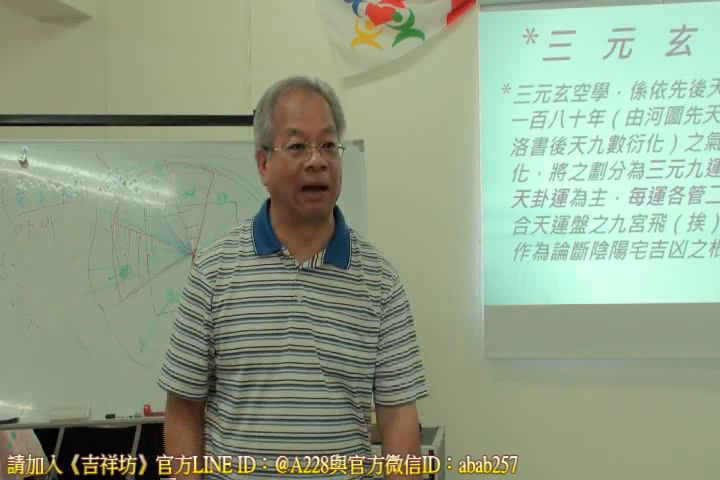 *三 元 玄
*三元玄空學，係依先後天
一百八十年（由河圖先天
洛書後天九數衍化）之氣
化，將之劃分為三元九運
天卦運為主，每運各管二
合天運盤之九宮飛（挨）
作為論斷陰陽宅吉凶之根
請加入《吉祥坊》官方LINE ID：@A228與官方微信ID：abab257